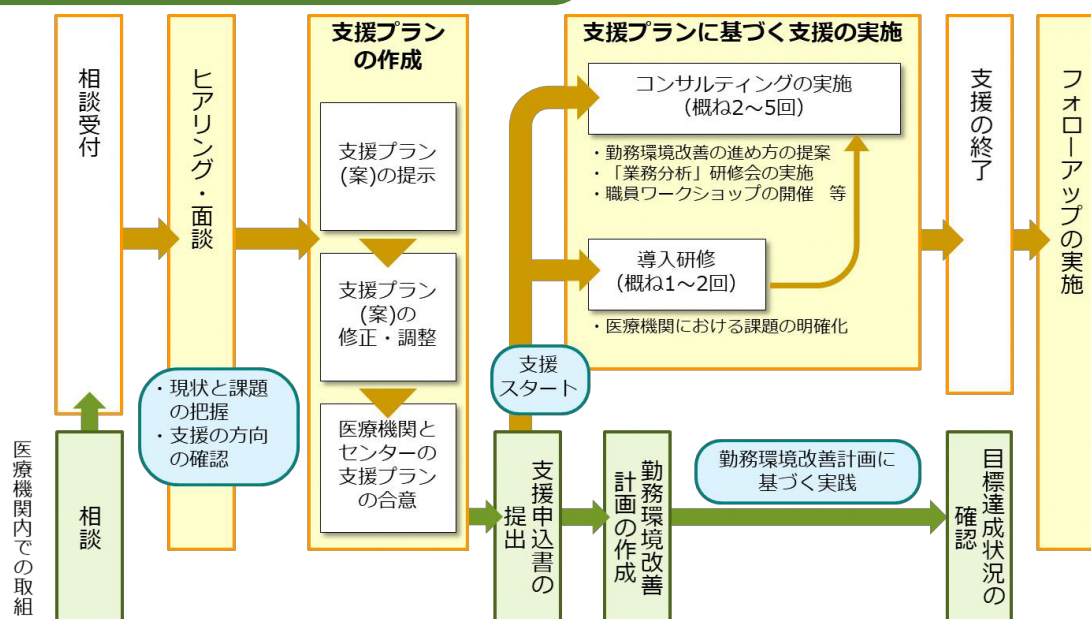 相談受付
ヒアリング・面談
・現状と課題
の把握
・支援の方向
の確認
支援プラン
の作成
支援プラン
(案)の提示
支援プラン
(案)の
修正・調整
医療機関と
センターの
支援プラン
の合意
支援プランに基づく支援の実施
コンサルティングの実施
(概ね2～5回)
・勤務環境改善の進め方の提案
・「業務分析」研修会の実施
・職員ワークショップの開催　等
導入研修
(概ね1～2回)
・医療機関における課題の明確化
支援
スタート
支援の終了
フォローアップの実施
医療機関内での取組
相談
支援申込書の
提出
勤務環境改善
計画の作成
勤務環境改善計画に
基づく実践
目標達成状況の
確認